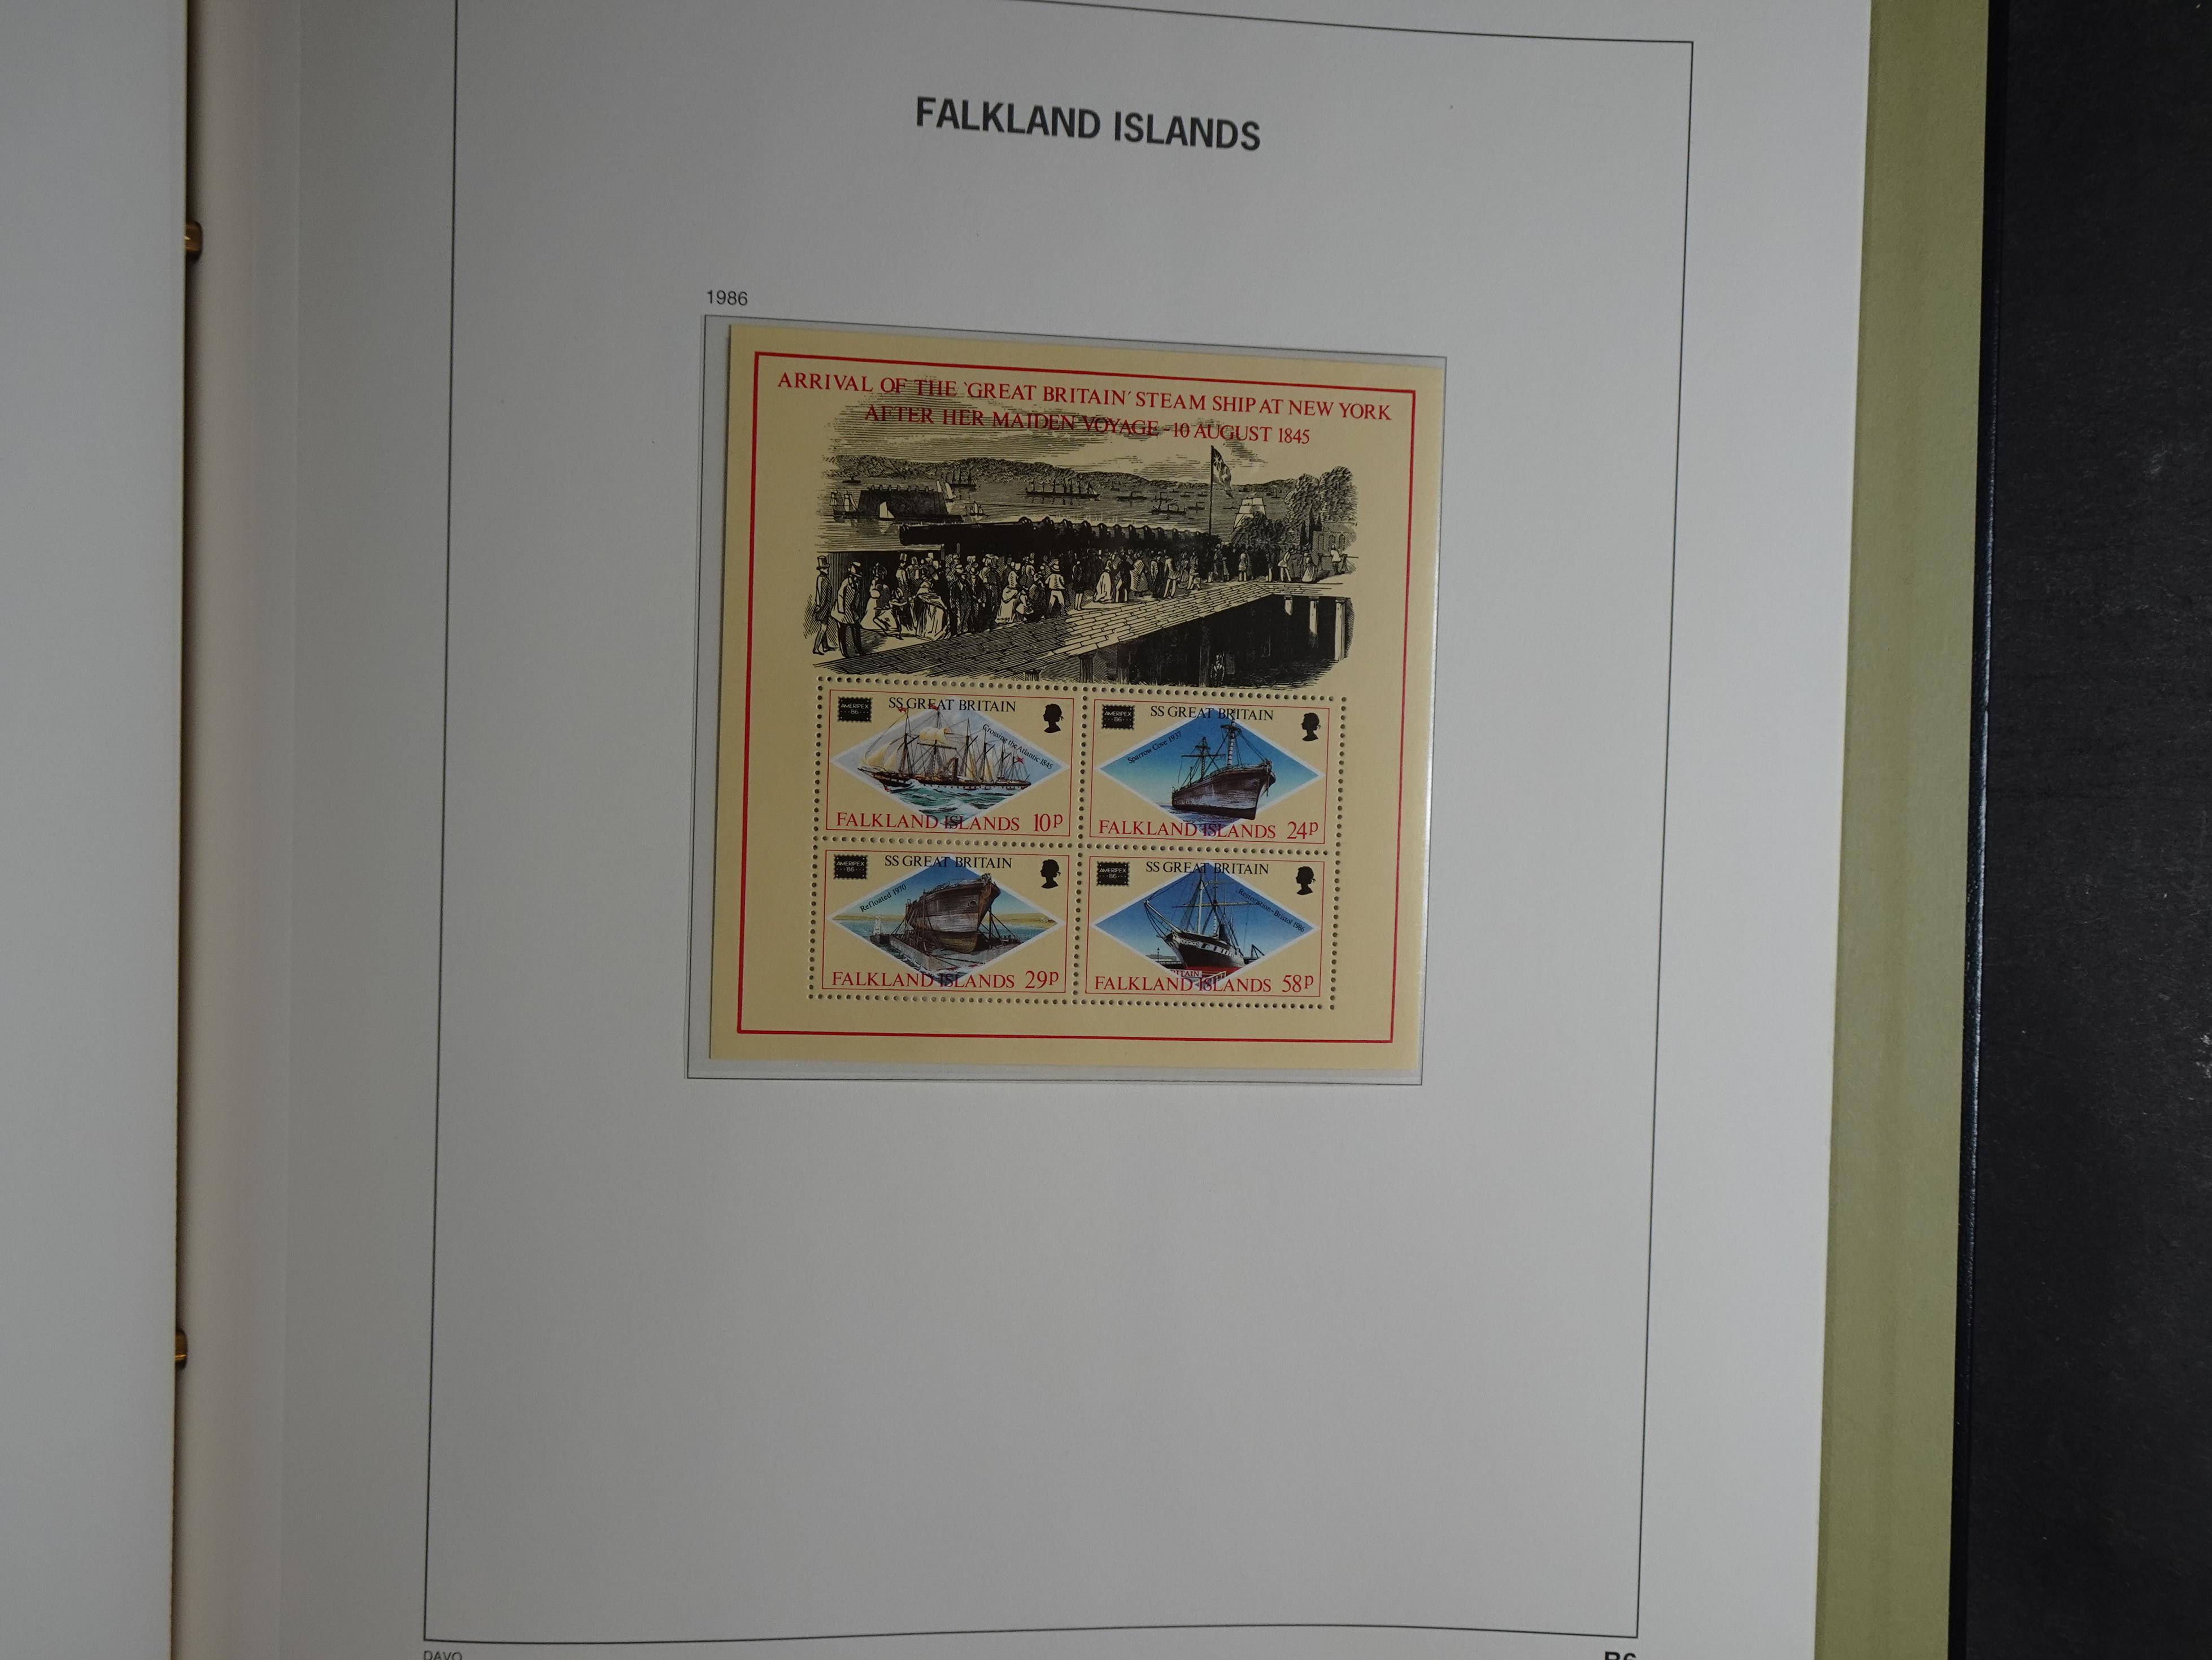 FALKLAND ISLANDS
1986
ARRIVAL OF THE 'GREAT BRITAIN' STEAM SHIP AT NEW YORK
AFTER HER MAIDEN VOYAGE - 10 AUGUST 1845
AMERIPEX
86
SS GREAT BRITAIN
Crossing the Atlantic 1845
FALKLAND ISLANDS 10p
AMERIPEX
86
SS GREAT BRITAIN
Sparrow Cove 1937
FALKLAND ISLANDS 24p
AMERIPEX
86
SS GREAT BRITAIN
Refloated 1970
FALKLAND ISLANDS 29p
AMERIPEX
86
SS GREAT BRITAIN
Restoration - Bristol 1986
FALKLAND ISLANDS 58p
DAVO